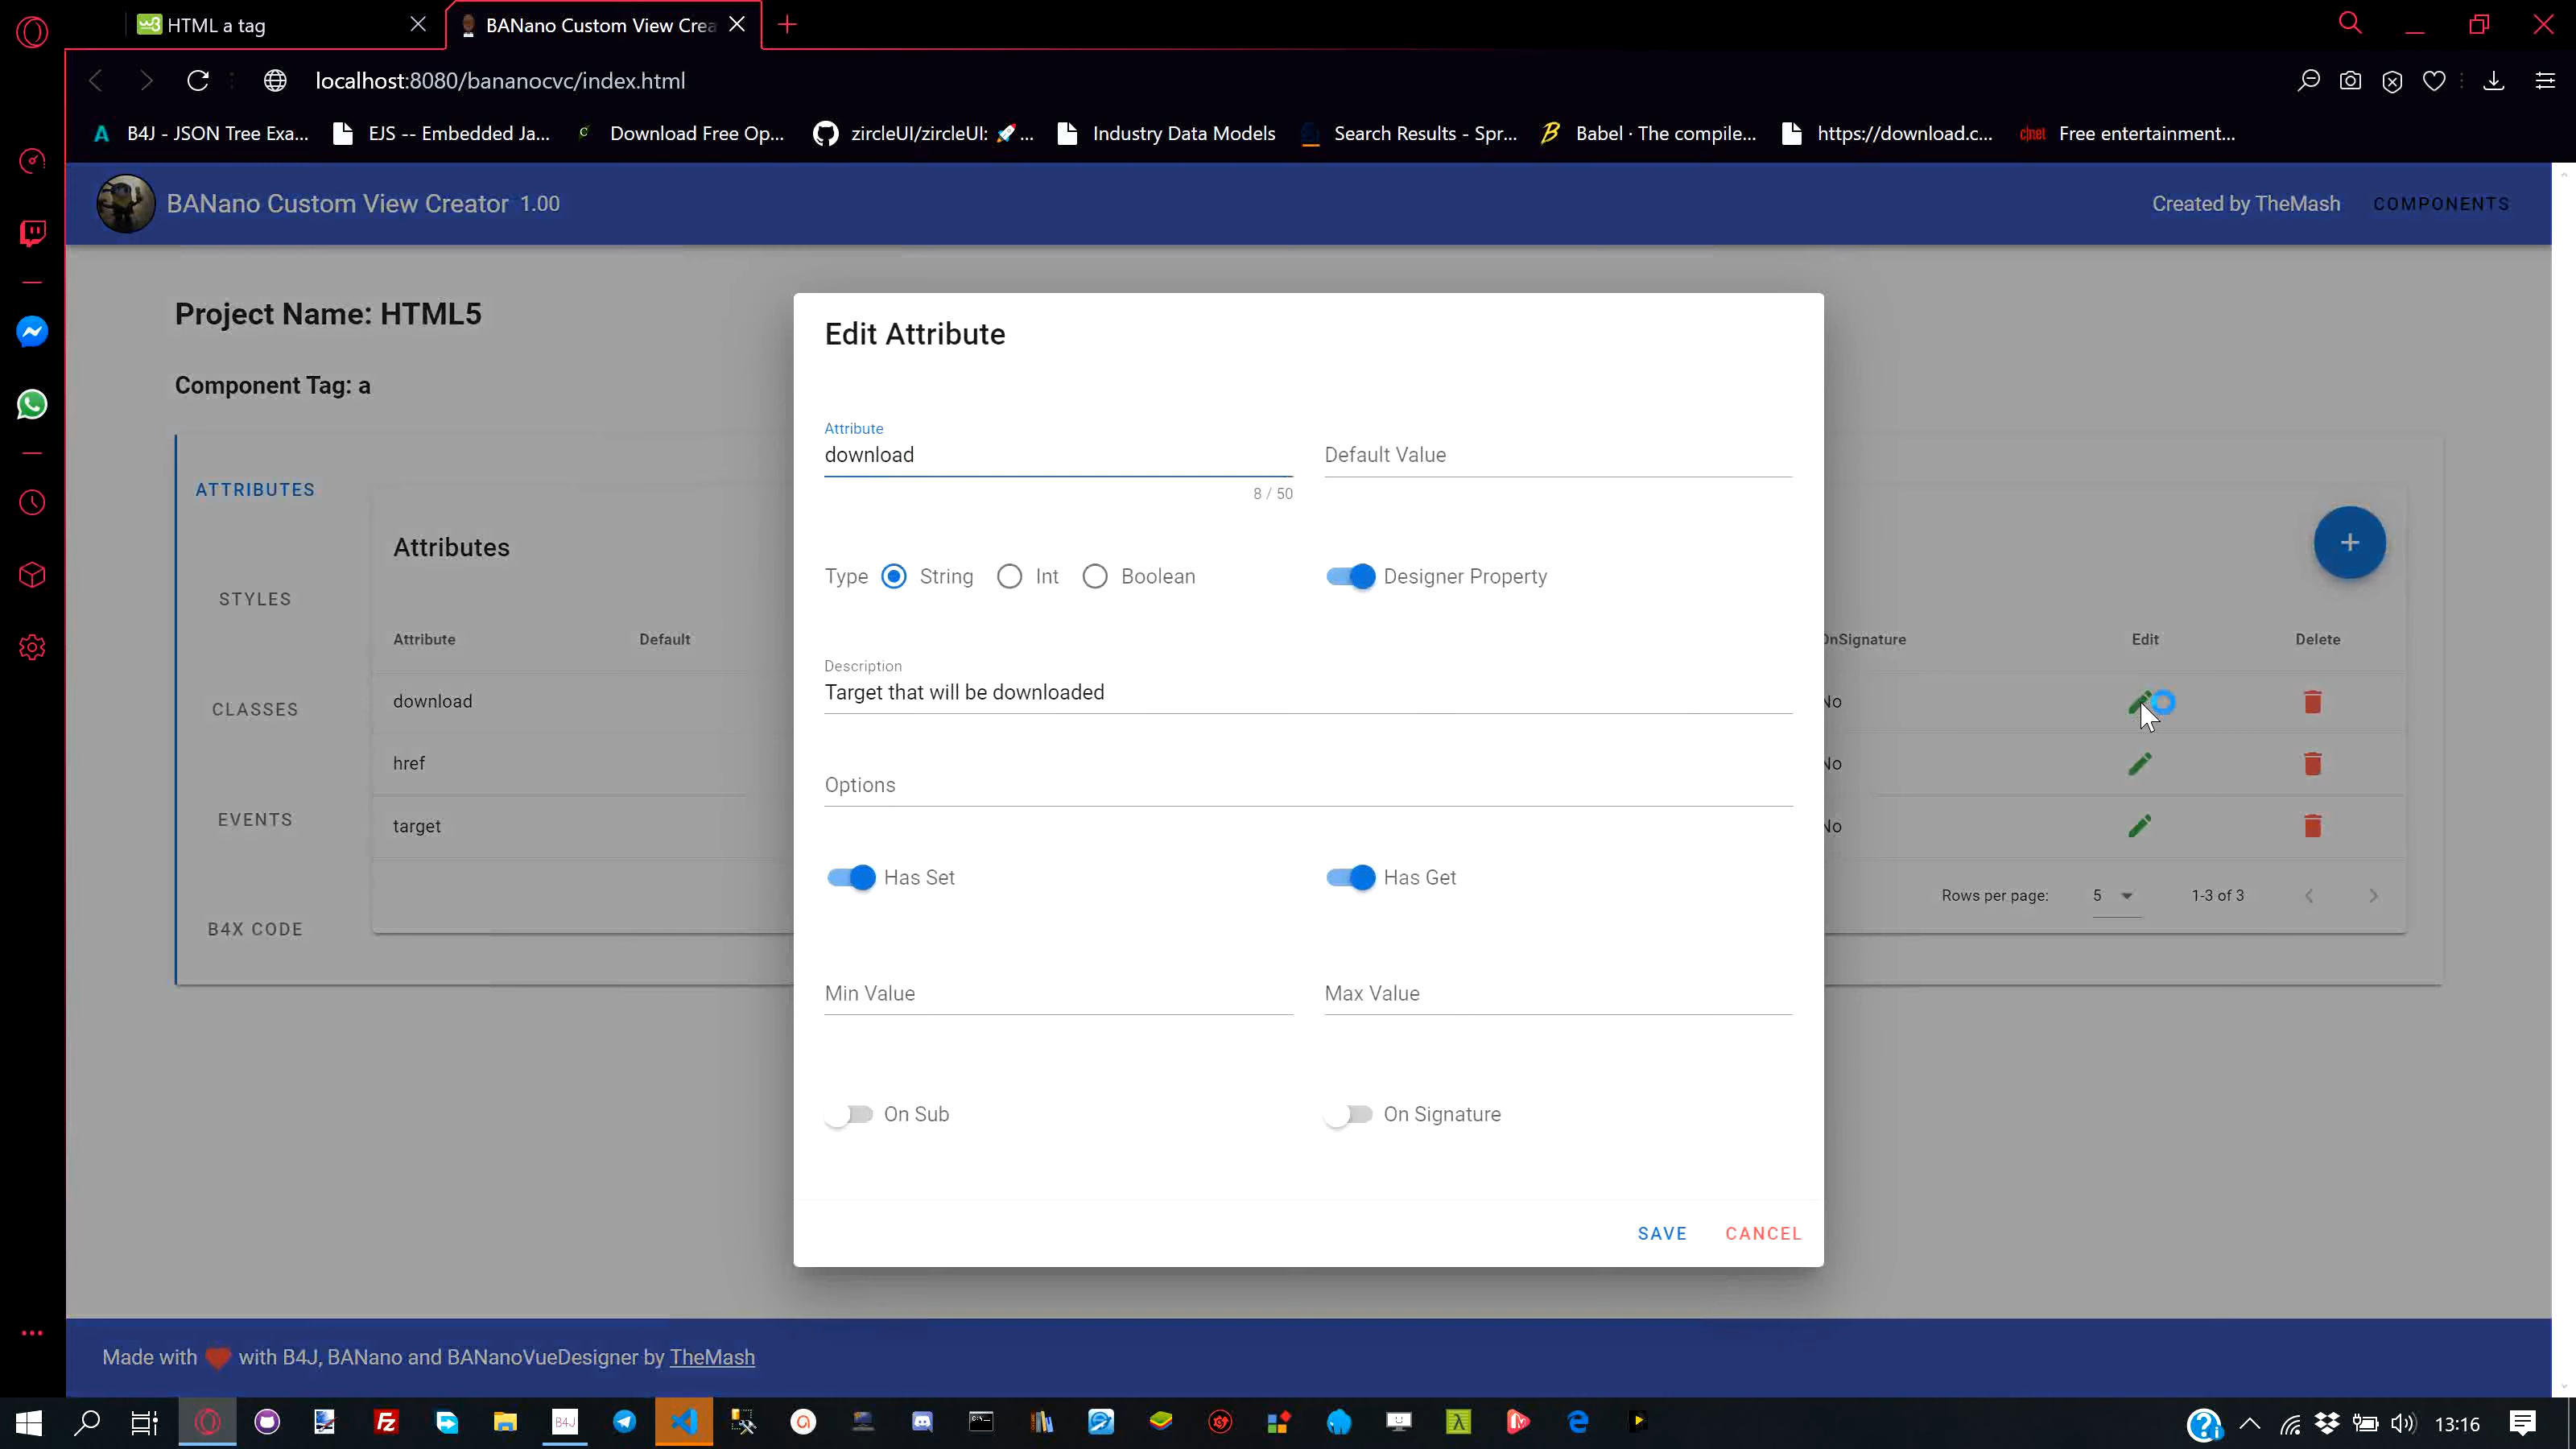 HTML a tag
BANano Custom View Crea
localhost:8080/bananocvc/index.html
B4J - JSON Tree Exa... EJS -- Embedded Ja... Download Free Op... zircleUI/zircleUI: 🚀 ... Industry Data Models Search Results - Spr... Babel · The compile... https://download.c... c|net Free entertainment...
BANano Custom View Creator 1.00
Created by TheMash COMPONENTS
Project Name: HTML5
Component Tag: a
ATTRIBUTES
STYLES
CLASSES
EVENTS
B4X CODE
Attributes
Attribute Default
download
href
target
Edit Attribute
Attribute
download
8 / 50
Default Value
Type String Int Boolean
Designer Property
Description
Target that will be downloaded
Options
Has Set
Has Get
Min Value
Max Value
On Sub
On Signature
SAVE CANCEL
+
OnSignature Edit Delete
No
No
No
Rows per page: 5 1-3 of 3
Made with ❤ with B4J, BANano and BANanoVueDesigner by TheMash
B4J
13:16